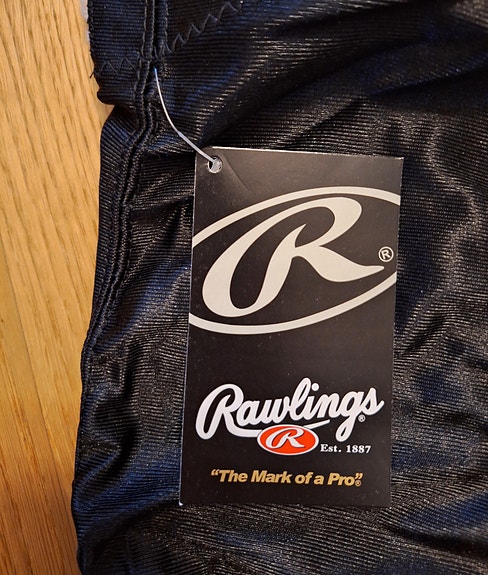 R®
Rawlings®
R Est. 1887
"The Mark of a Pro"®